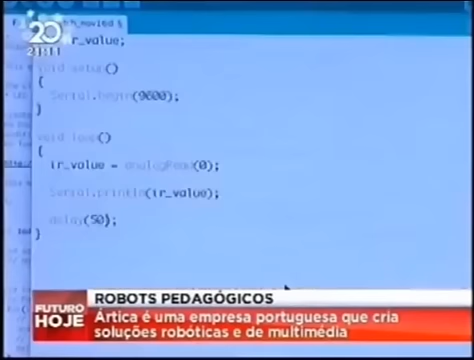 20
21:11
ir_value;
void setup()
{
Serial.begin(9600);
}
void loop()
{
ir_value = analogRead(0);
Serial.println(ir_value);
delay(50);
}
FUTURO
HOJE
ROBOTS PEDAGÓGICOS
Ártica é uma empresa portuguesa que cria
soluções robóticas e de multimédia